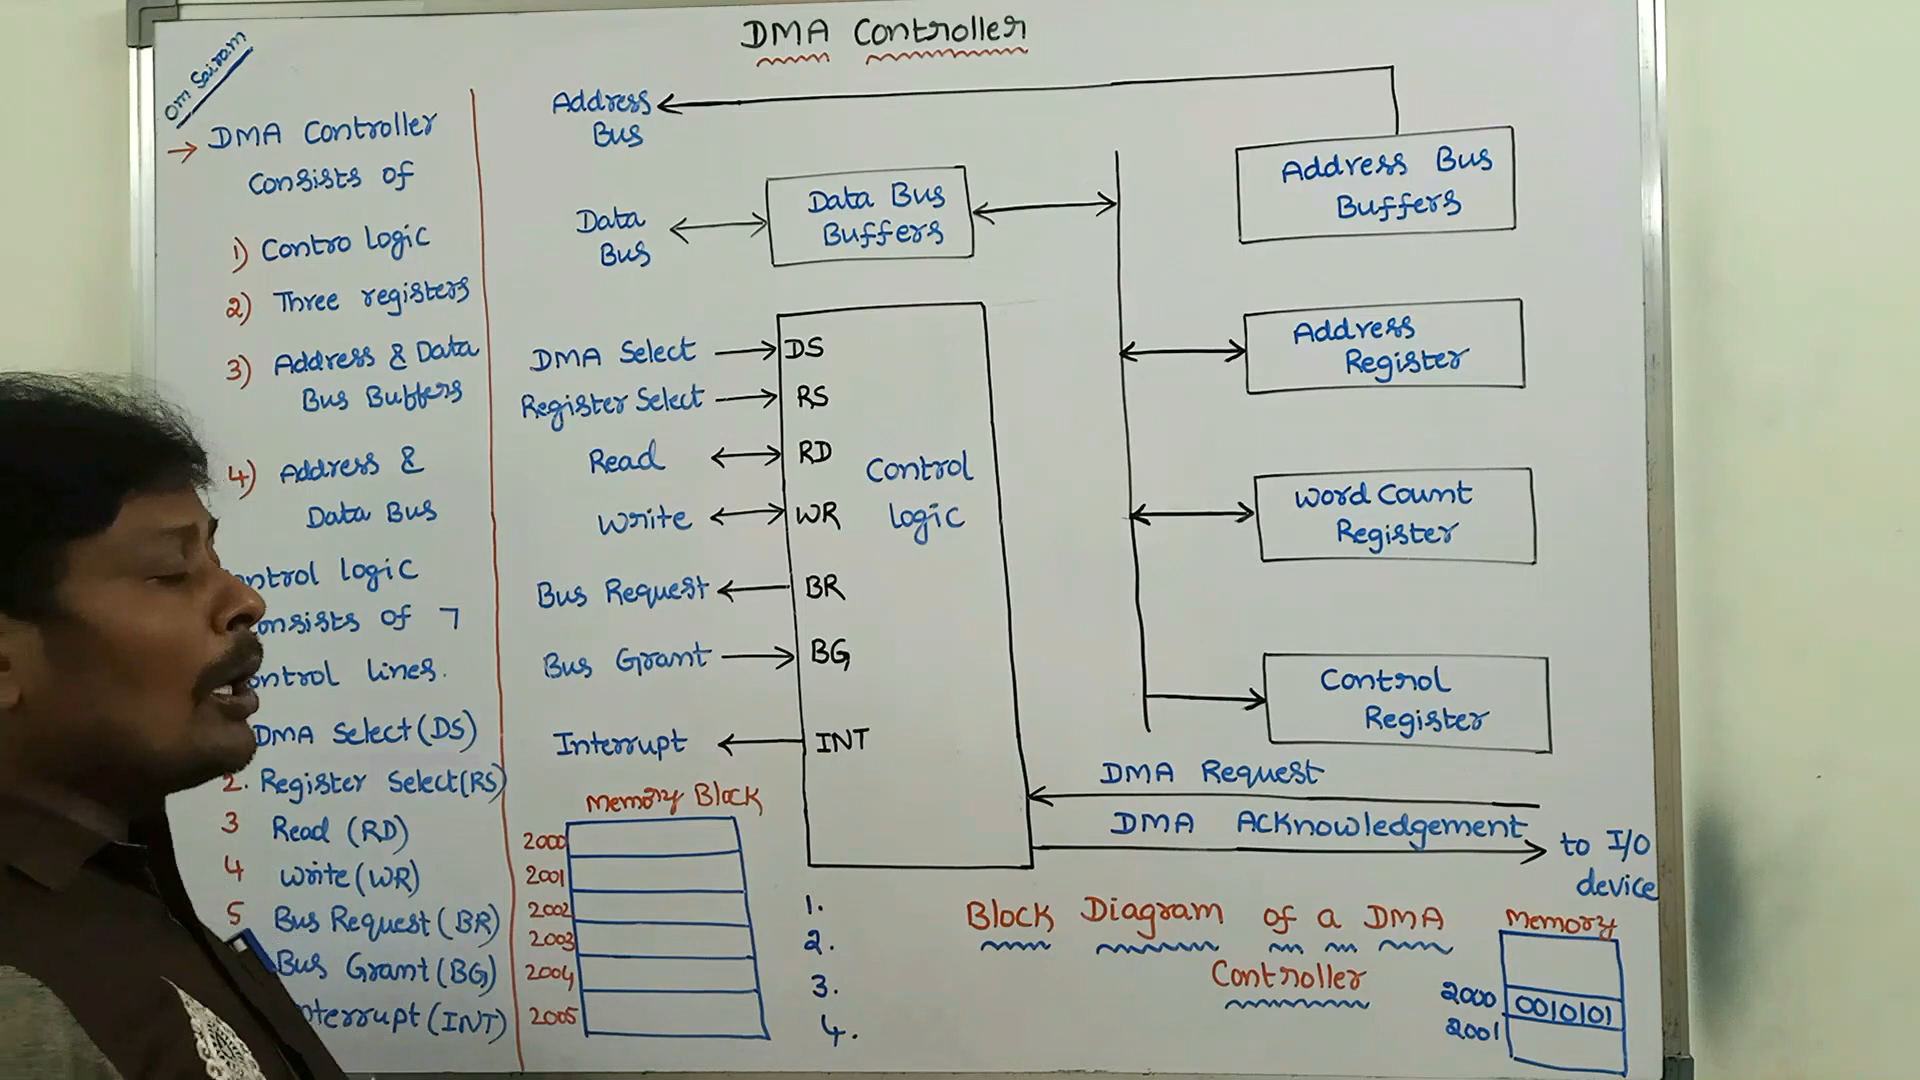 DMA Controller
Om Sairam
→ DMA Controller
Consists of
1) Contro logic
2) Three registers
3) Address & Data
Bus Buffers
4) Address &
Data Bus
ontrol logic
onsists of 7
ontrol lines.
DMA Select (DS)
2. Register Select (RS)
3 Read (RD)
4 Write (WR)
5 Bus Request (BR)
Bus Grant (BG)
nterrupt (INT)
Address
Bus
Data
Bus
Data Bus
Buffers
Address Bus
Buffers
Address
Register
Word Count
Register
Control
Register
DMA Select
DS
Register Select
RS
Read
RD
Write
WR
Bus Request
BR
Bus Grant
BG
Interrupt
INT
Control
logic
DMA Request
DMA Acknowledgement
to I/O
device
Memory Block
2000
2001
2002
2003
2004
2005
1.
2.
3.
4.
Block Diagram of a DMA
Controller
Memory
2000 0010101
2001